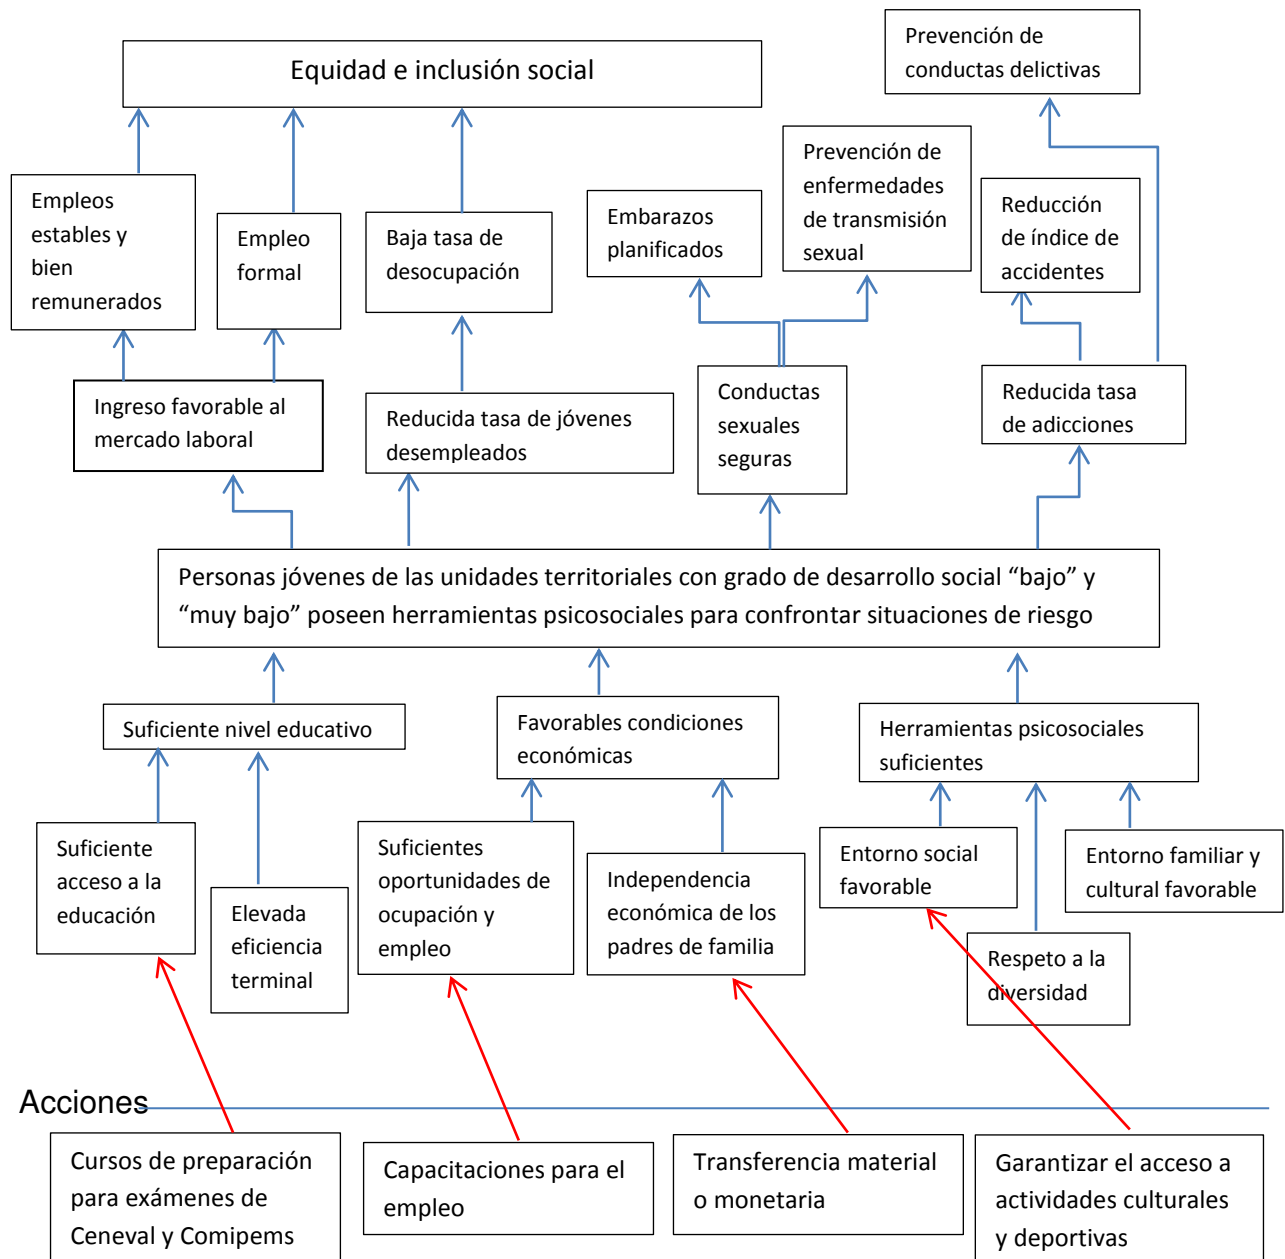 Equidad e inclusión social
Prevención de
conductas delictivas
Empleos
estables y
bien
remunerados
Empleo
formal
Baja tasa de
desocupación
Embarazos
planificados
Prevención de
enfermedades
de transmisión
sexual
Reducción
de índice de
accidentes
Ingreso favorable al
mercado laboral
Reducida tasa de jóvenes
desempleados
Conductas
sexuales
seguras
Reducida tasa
de adicciones
Personas jóvenes de las unidades territoriales con grado de desarrollo social “bajo” y
“muy bajo” poseen herramientas psicosociales para confrontar situaciones de riesgo
Suficiente nivel educativo
Favorables condiciones
económicas
Herramientas psicosociales
suficientes
Suficiente
acceso a la
educación
Elevada
eficiencia
terminal
Suficientes
oportunidades de
ocupación y
empleo
Independencia
económica de los
padres de familia
Entorno social
favorable
Respeto a la
diversidad
Entorno familiar y
cultural favorable
Acciones
Cursos de preparación
para exámenes de
Ceneval y Comipems
Capacitaciones para el
empleo
Transferencia material
o monetaria
Garantizar el acceso a
actividades culturales
y deportivas